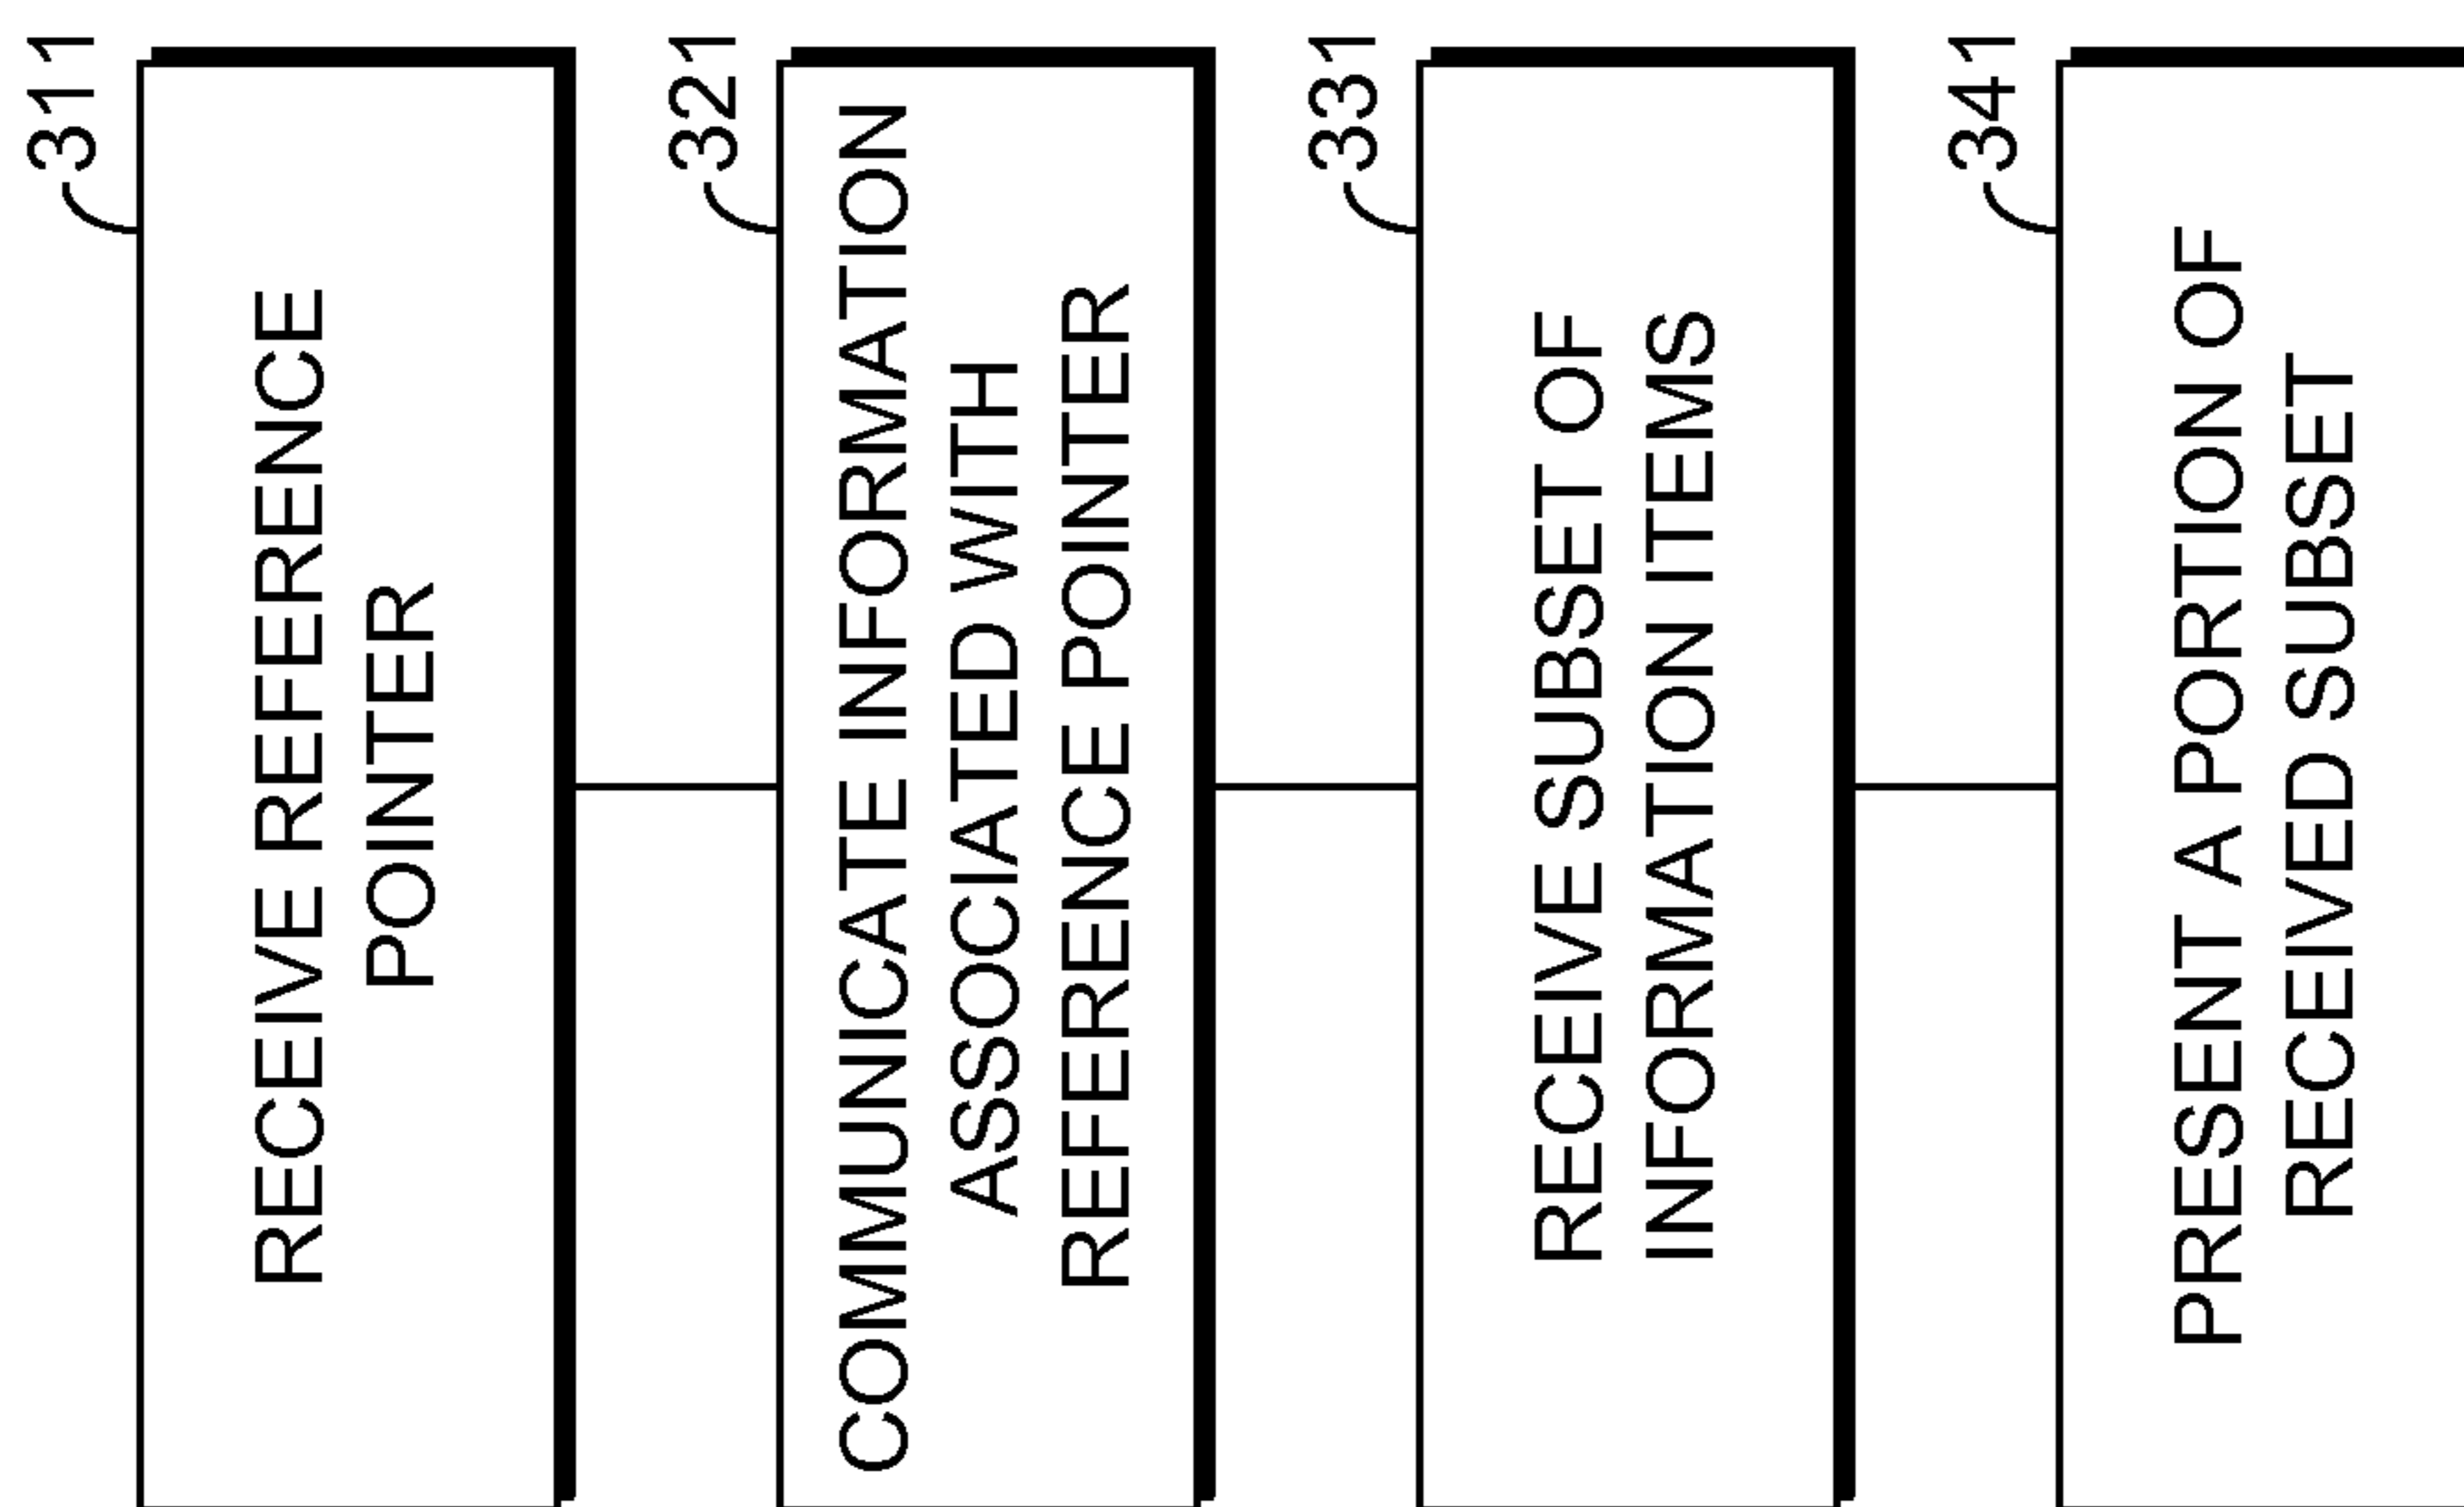 311
RECEIVE REFERENCE
POINTER
321
COMMUNICATE INFORMATION
ASSOCIATED WITH
REFERENCE POINTER
331
RECEIVE SUBSET OF
INFORMATION ITEMS
341
PRESENT A PORTION OF
RECEIVED SUBSET